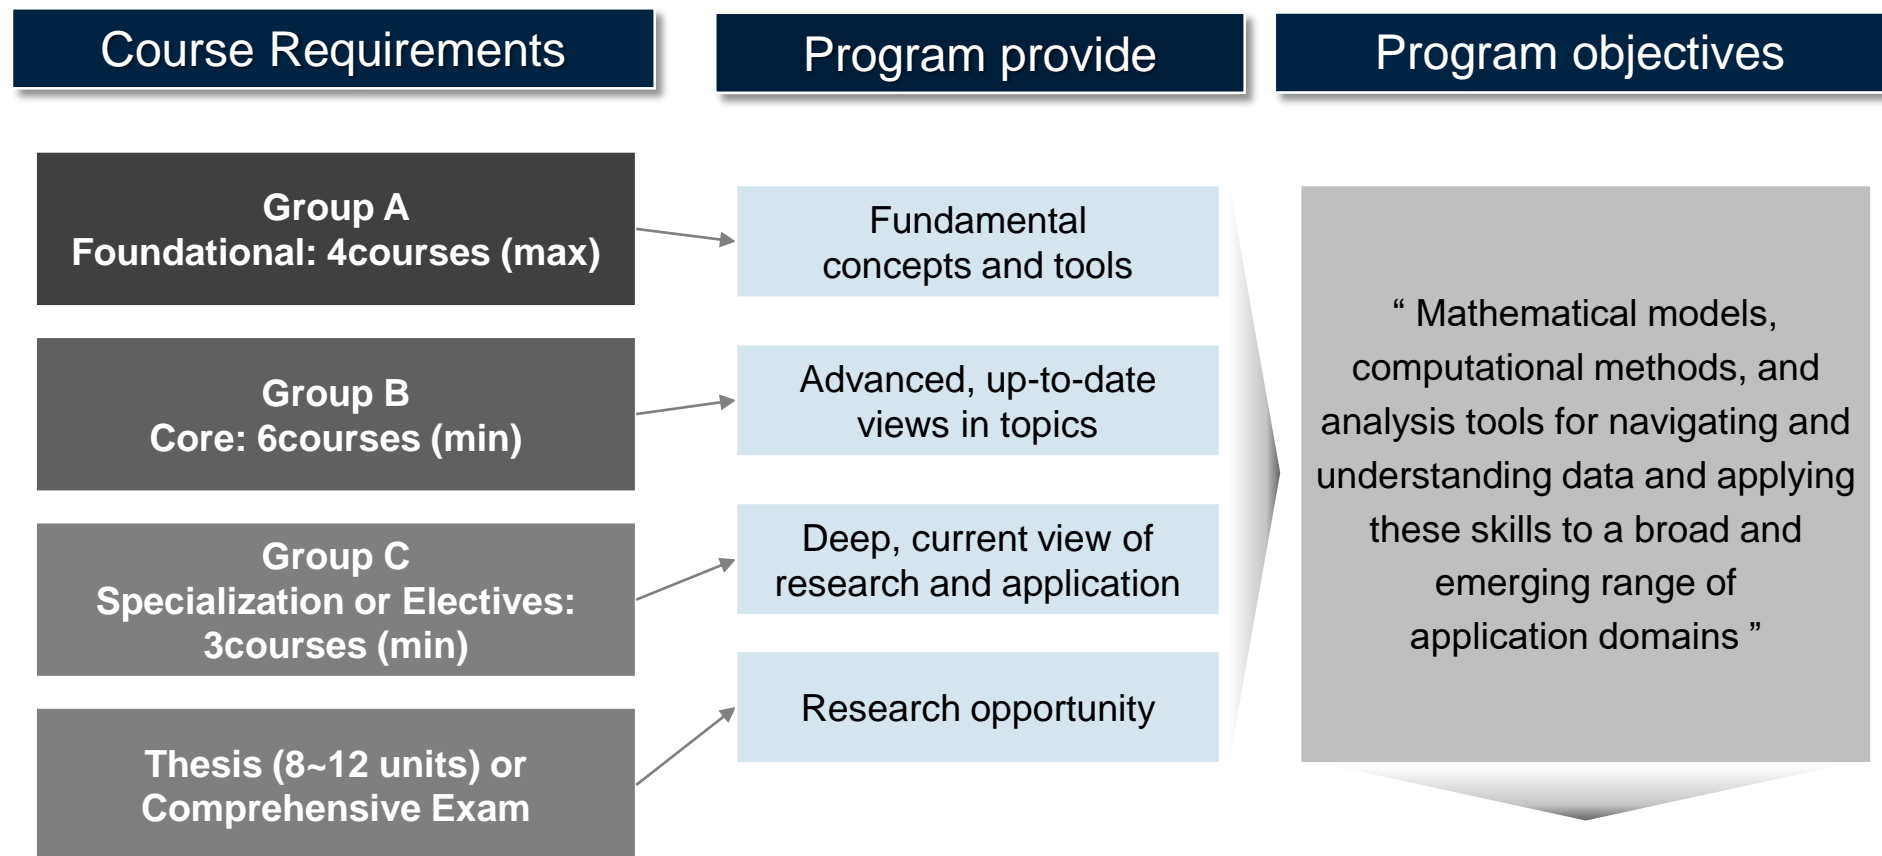 Course Requirements
Program provide
Program objectives
Group A
Foundational: 4courses (max)
Group B
Core: 6courses (min)
Group C
Specialization or Electives:
3courses (min)
Thesis (8~12 units) or
Comprehensive Exam
Fundamental
concepts and tools
Advanced, up-to-date
views in topics
Deep, current view of
research and application
Research opportunity
“ Mathematical models,
computational methods, and
analysis tools for navigating and
understanding data and applying
these skills to a broad and
emerging range of
application domains ”